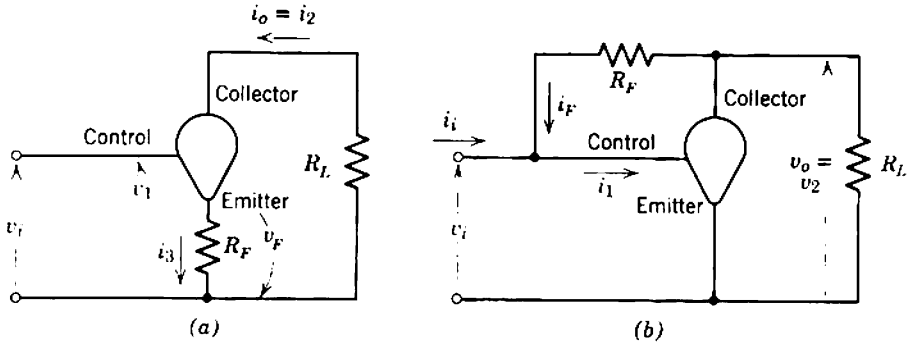 i_o = i_2
Collector
Control
v_1
R_L
Emitter
v_i
i_3
R_F
v_F
(a)
R_F
i_F
Collector
i_i
Control
i_1
v_o =
v_2
R_L
Emitter
v_i
(b)